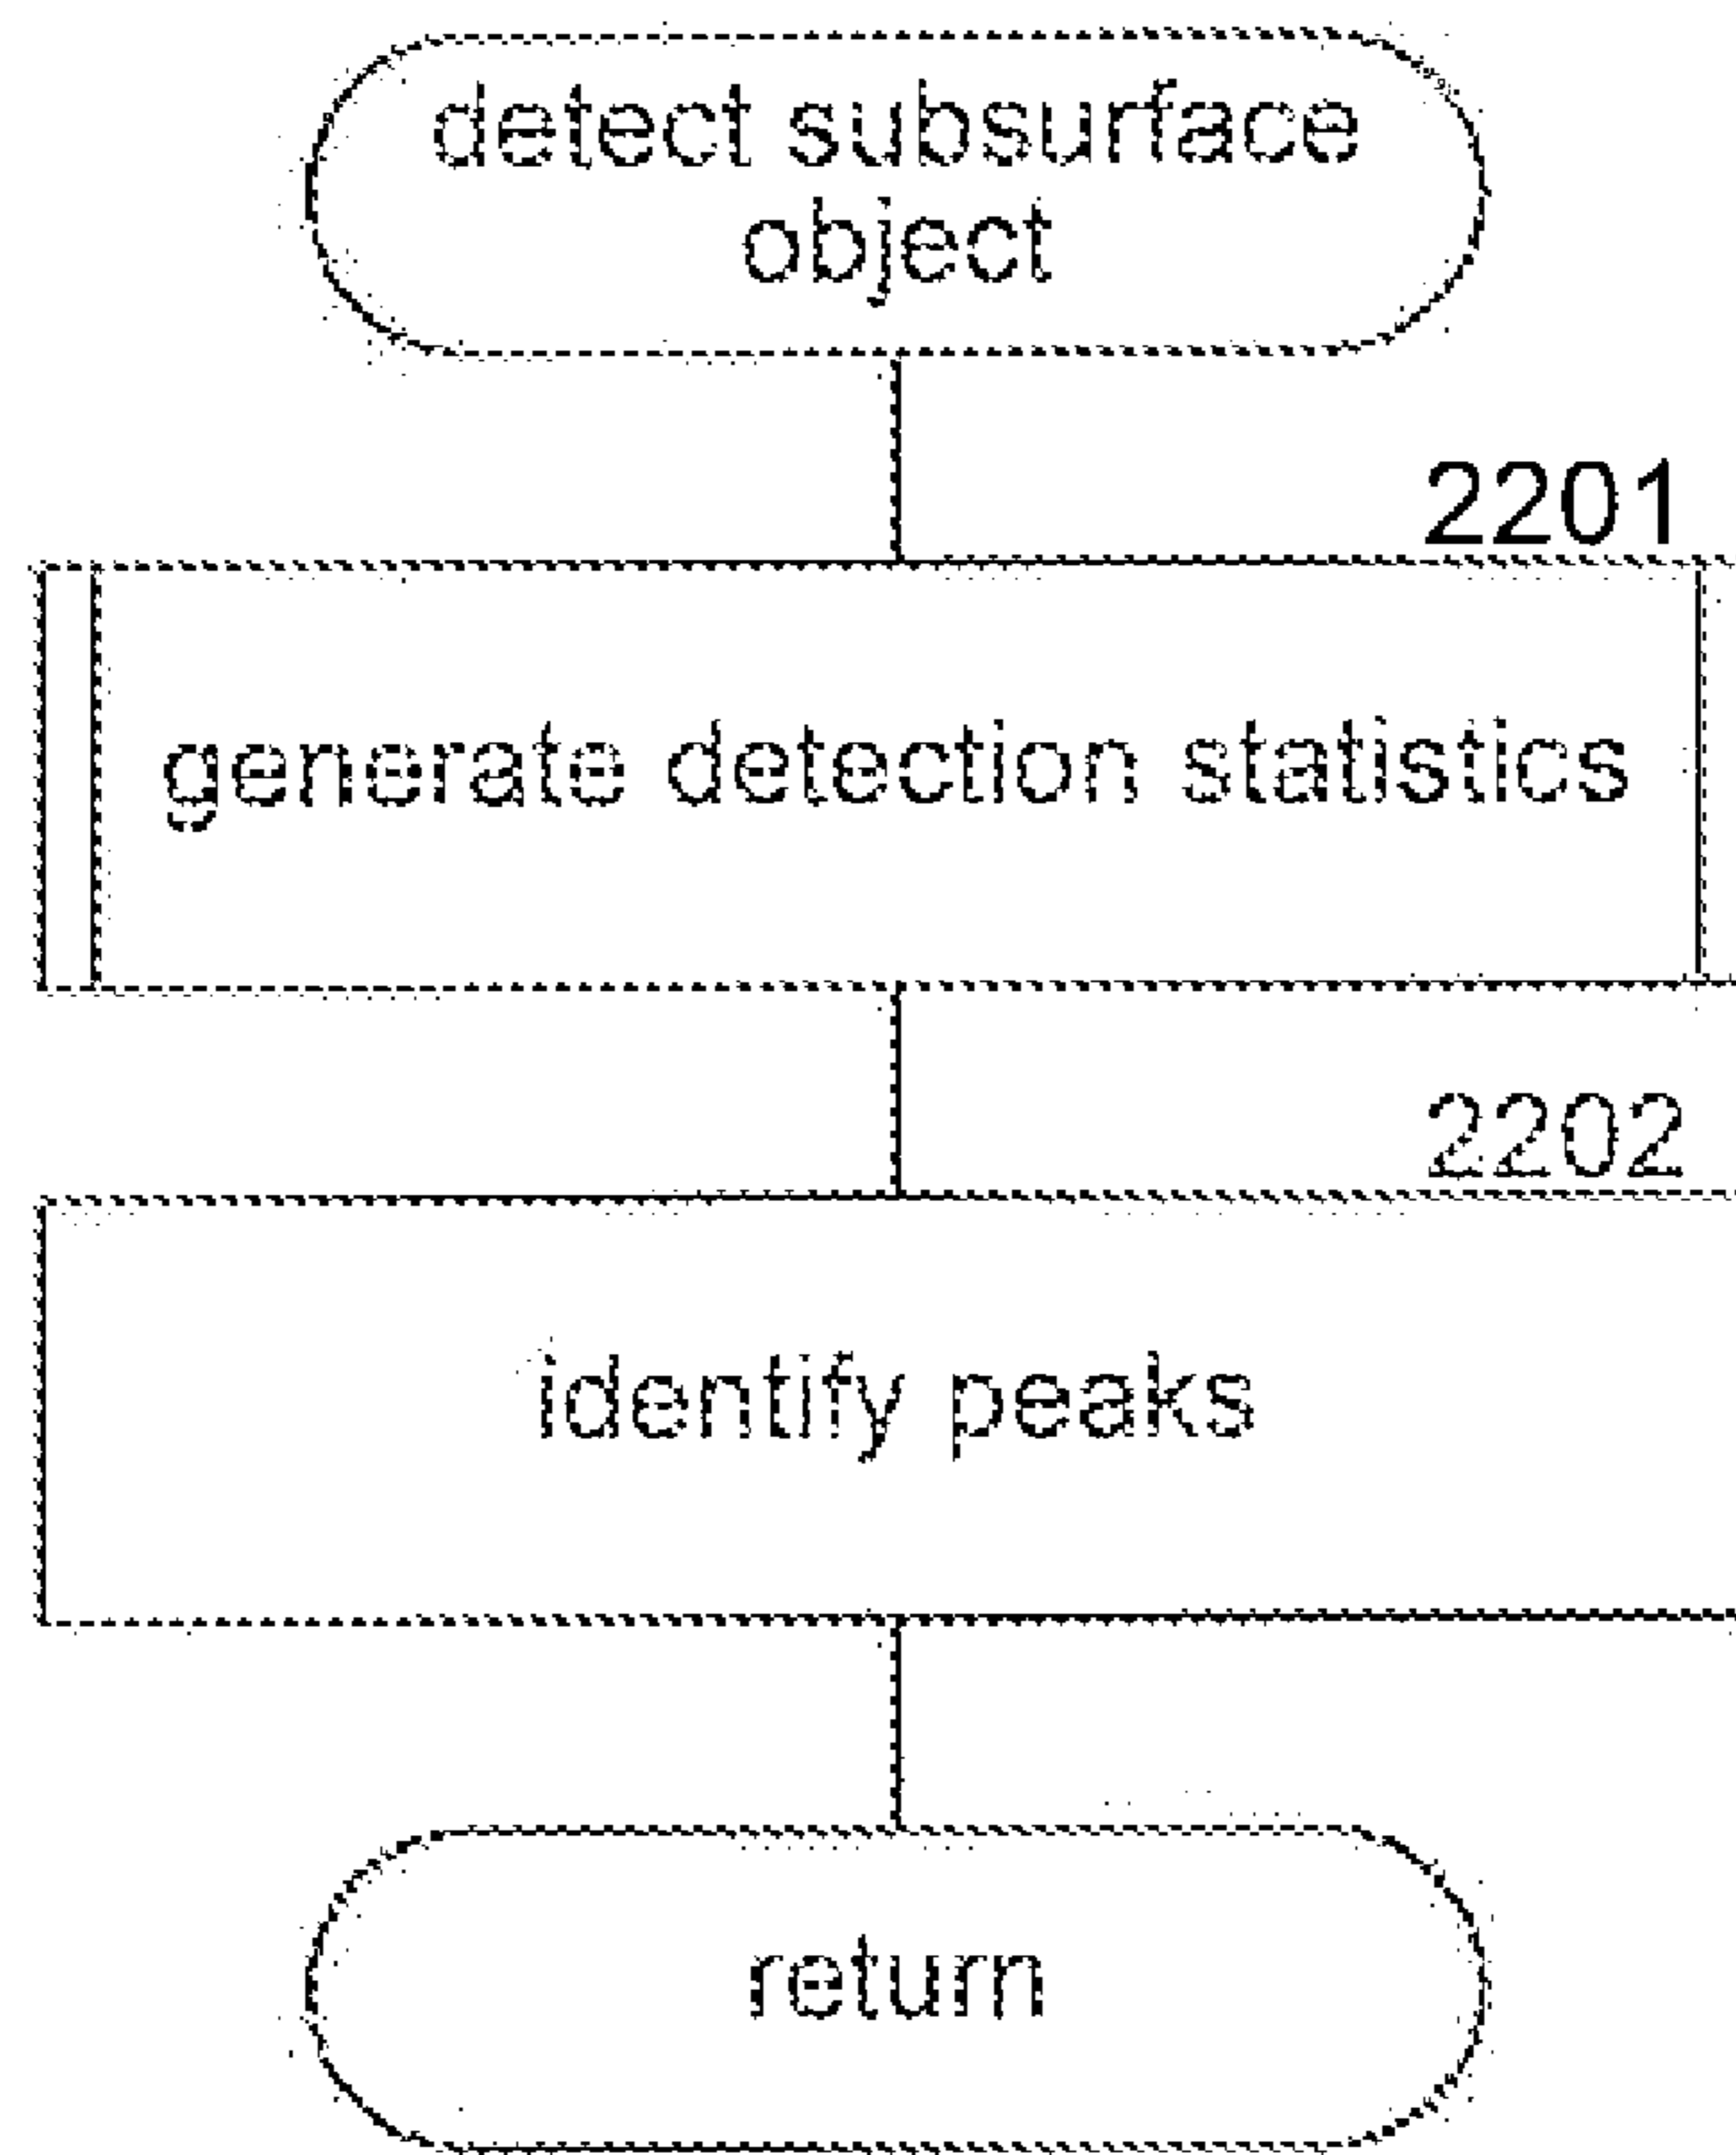 detect subsurface
object
2201
generate detection statistics
2202
identify peaks
return